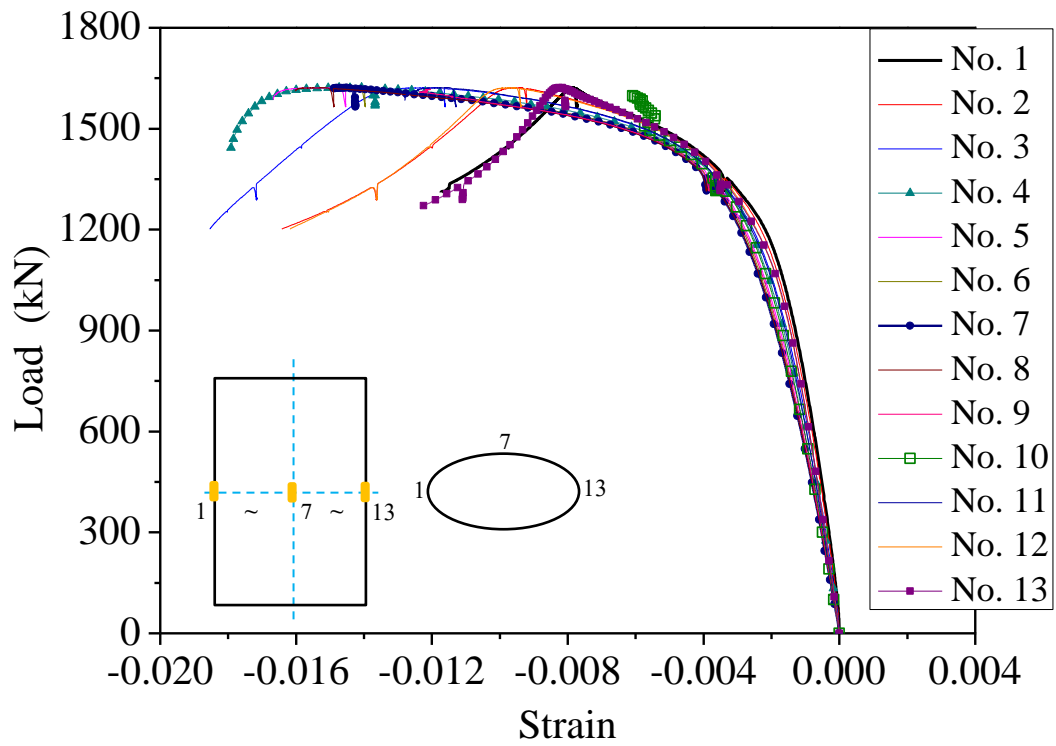 1800
1500
1200
900
600
300
0
Load (kN)
-0.020
-0.016
-0.012
-0.008
-0.004
0.000
0.004
Strain
No. 1
No. 2
No. 3
No. 4
No. 5
No. 6
No. 7
No. 8
No. 9
No. 10
No. 11
No. 12
No. 13
1 ~ 7 ~ 13
7
1 13